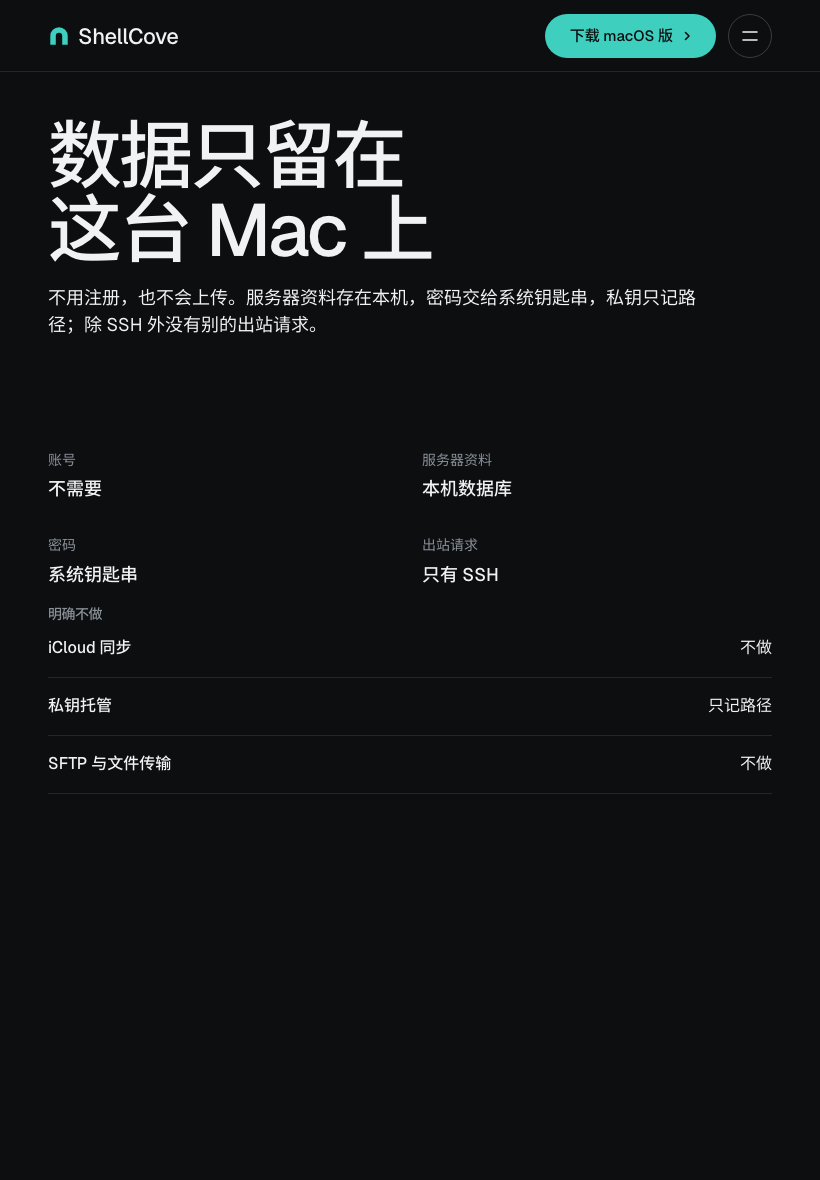 ShellCove
下载 macOS 版
数据只留在
这台 Mac 上
不用注册，也不会上传。服务器资料存在本机，密码交给系统钥匙串，私钥只记路
径；除 SSH 外没有别的出站请求。
账号
不需要
服务器资料
本机数据库
密码
系统钥匙串
出站请求
只有 SSH
明确不做
iCloud 同步 不做
私钥托管 只记路径
SFTP 与文件传输 不做